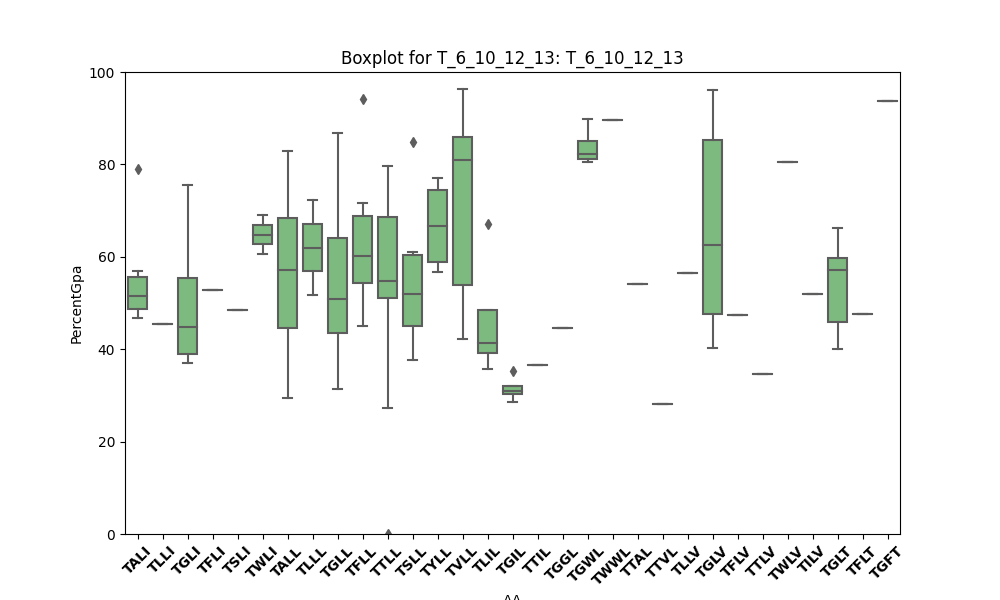 Boxplot for T_6_10_12_13: T_6_10_12_13
100
80
60
40
20
0
PercentGpa
TALI TLLI TGLI TFLI TSLI TWLI TALL TLLL TGLL TFLL TTLL TSLL TYLL TVLL TLIL TGIL TTIL TGGL TGWL TWWL TTAL TTVL TLLV TGLV TFLV TTLV TWLV TILV TGLT TFLT TGFT
AA